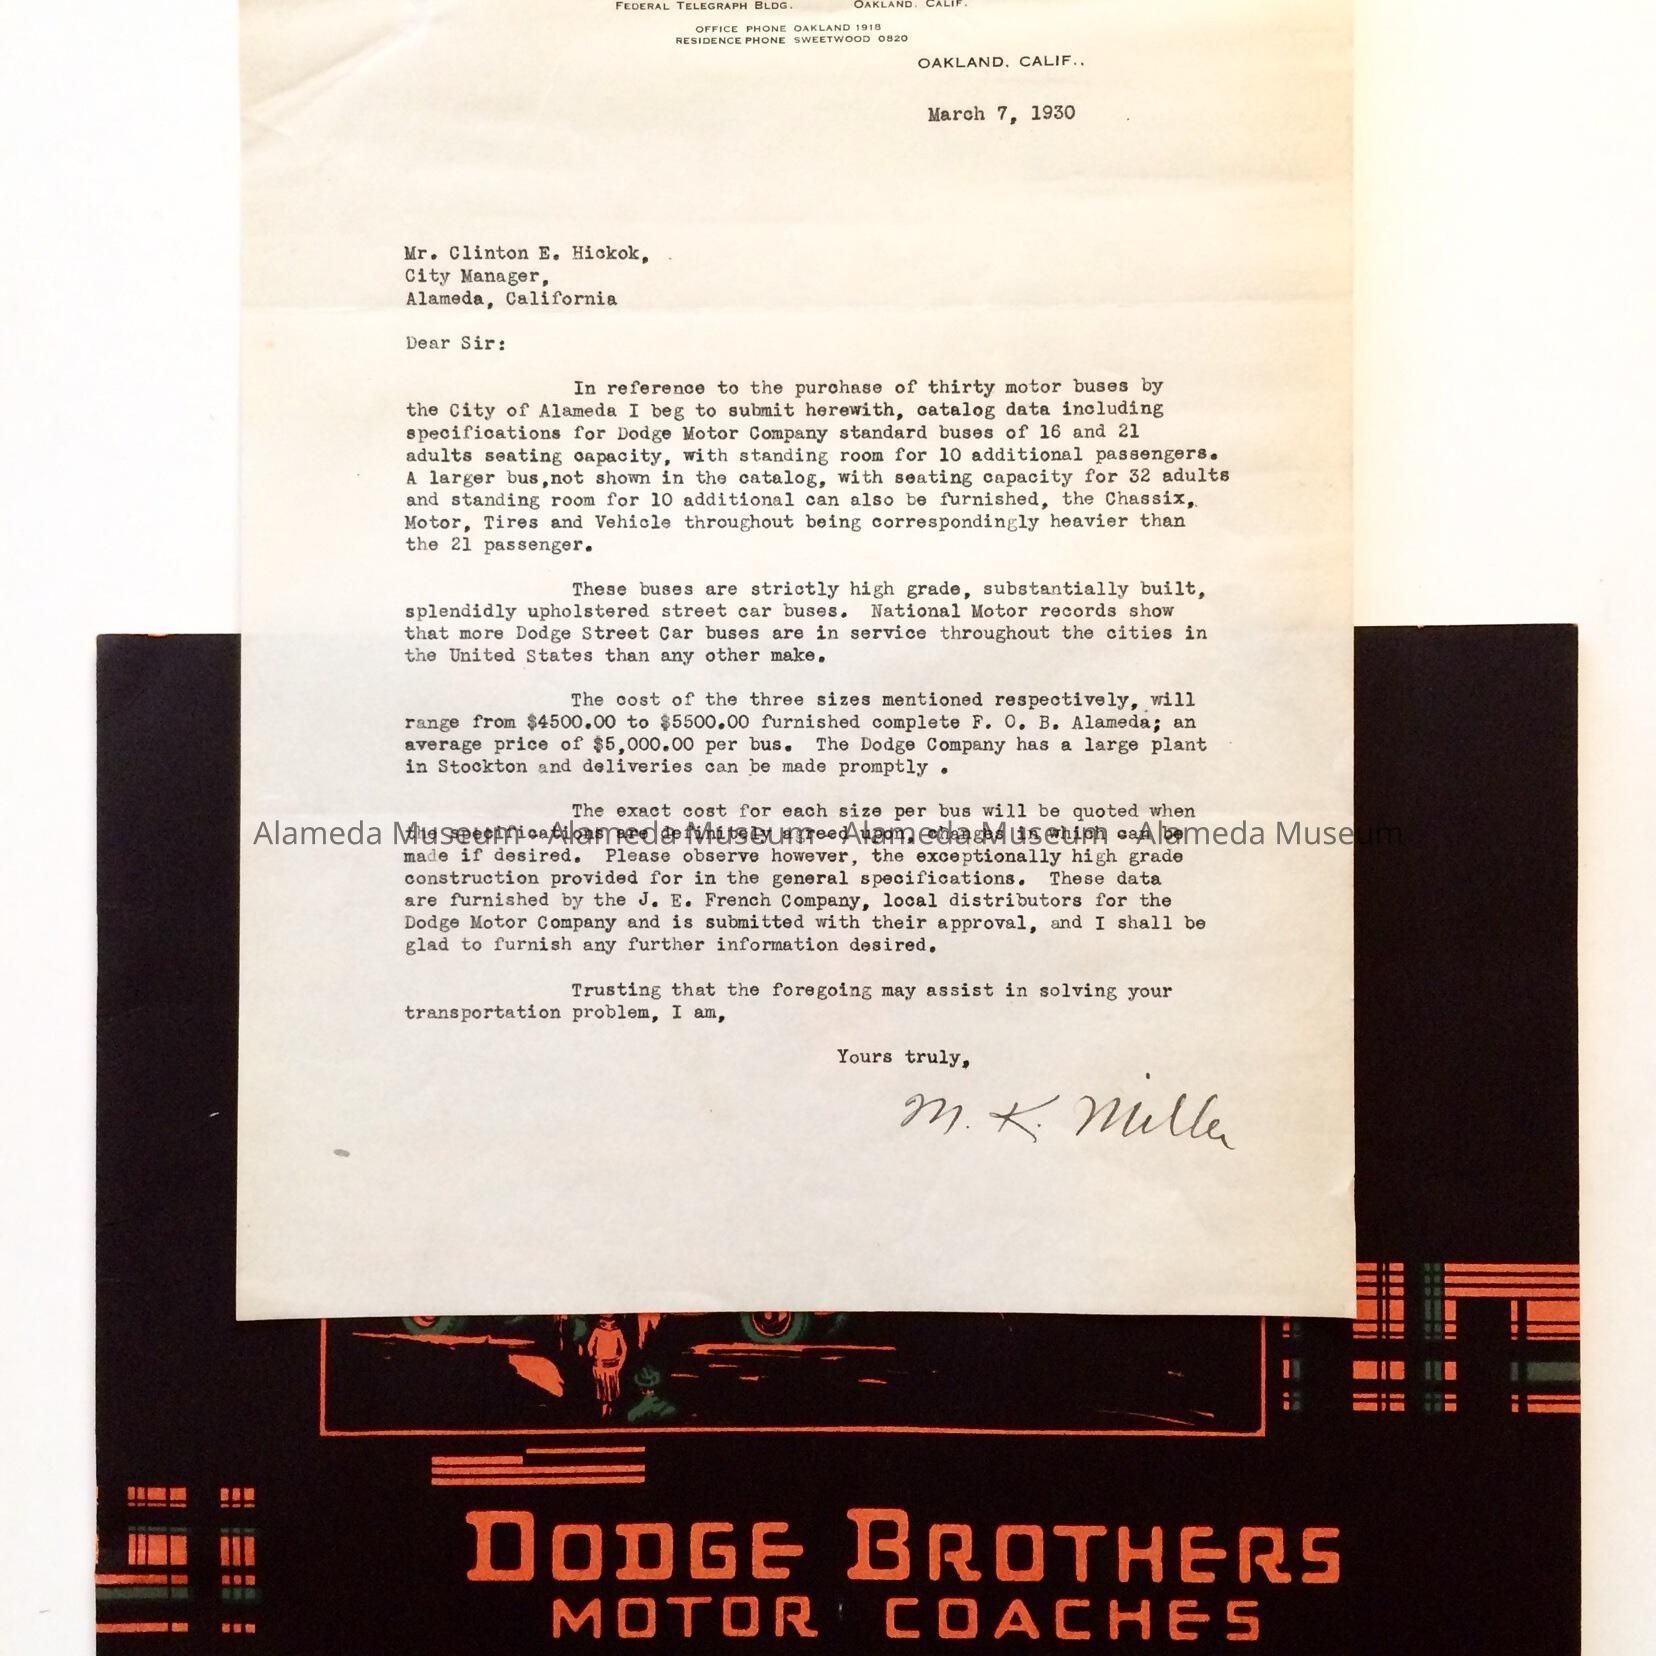 FEDERAL TELEGRAPH BLDG. OAKLAND, CALIF.
OFFICE PHONE OAKLAND 1918
RESIDENCE PHONE SWEETWOOD 0820
OAKLAND, CALIF..
March 7, 1930
Mr. Clinton E. Hickok,
City Manager,
Alameda, California
Dear Sir:
In reference to the purchase of thirty motor buses by
the City of Alameda I beg to submit herewith, catalog data including
specifications for Dodge Motor Company standard buses of 16 and 21
adults seating capacity, with standing room for 10 additional passengers.
A larger bus,not shown in the catalog, with seating capacity for 32 adults
and standing room for 10 additional can also be furnished, the Chassix,
Motor, Tires and Vehicle throughout being correspondingly heavier than
the 21 passenger.
These buses are strictly high grade, substantially built,
splendidly upholstered street car buses. National Motor records show
that more Dodge Street Car buses are in service throughout the cities in
the United States than any other make.
The cost of the three sizes mentioned respectively, will
range from $4500.00 to $5500.00 furnished complete F. O. B. Alameda; an
average price of $5,000.00 per bus. The Dodge Company has a large plant
in Stockton and deliveries can be made promptly .
The exact cost for each size per bus will be quoted when
the specifications are definitely agreed upon, changes in which can be
Alameda Museum - Alameda Museum - Alameda Museum - Alameda Museum
made if desired. Please observe however, the exceptionally high grade
construction provided for in the general specifications. These data
are furnished by the J. E. French Company, local distributors for the
Dodge Motor Company and is submitted with their approval, and I shall be
glad to furnish any further information desired.
Trusting that the foregoing may assist in solving your
transportation problem, I am,
Yours truly,
M. K. Miller
DODGE BROTHERS
MOTOR COACHES